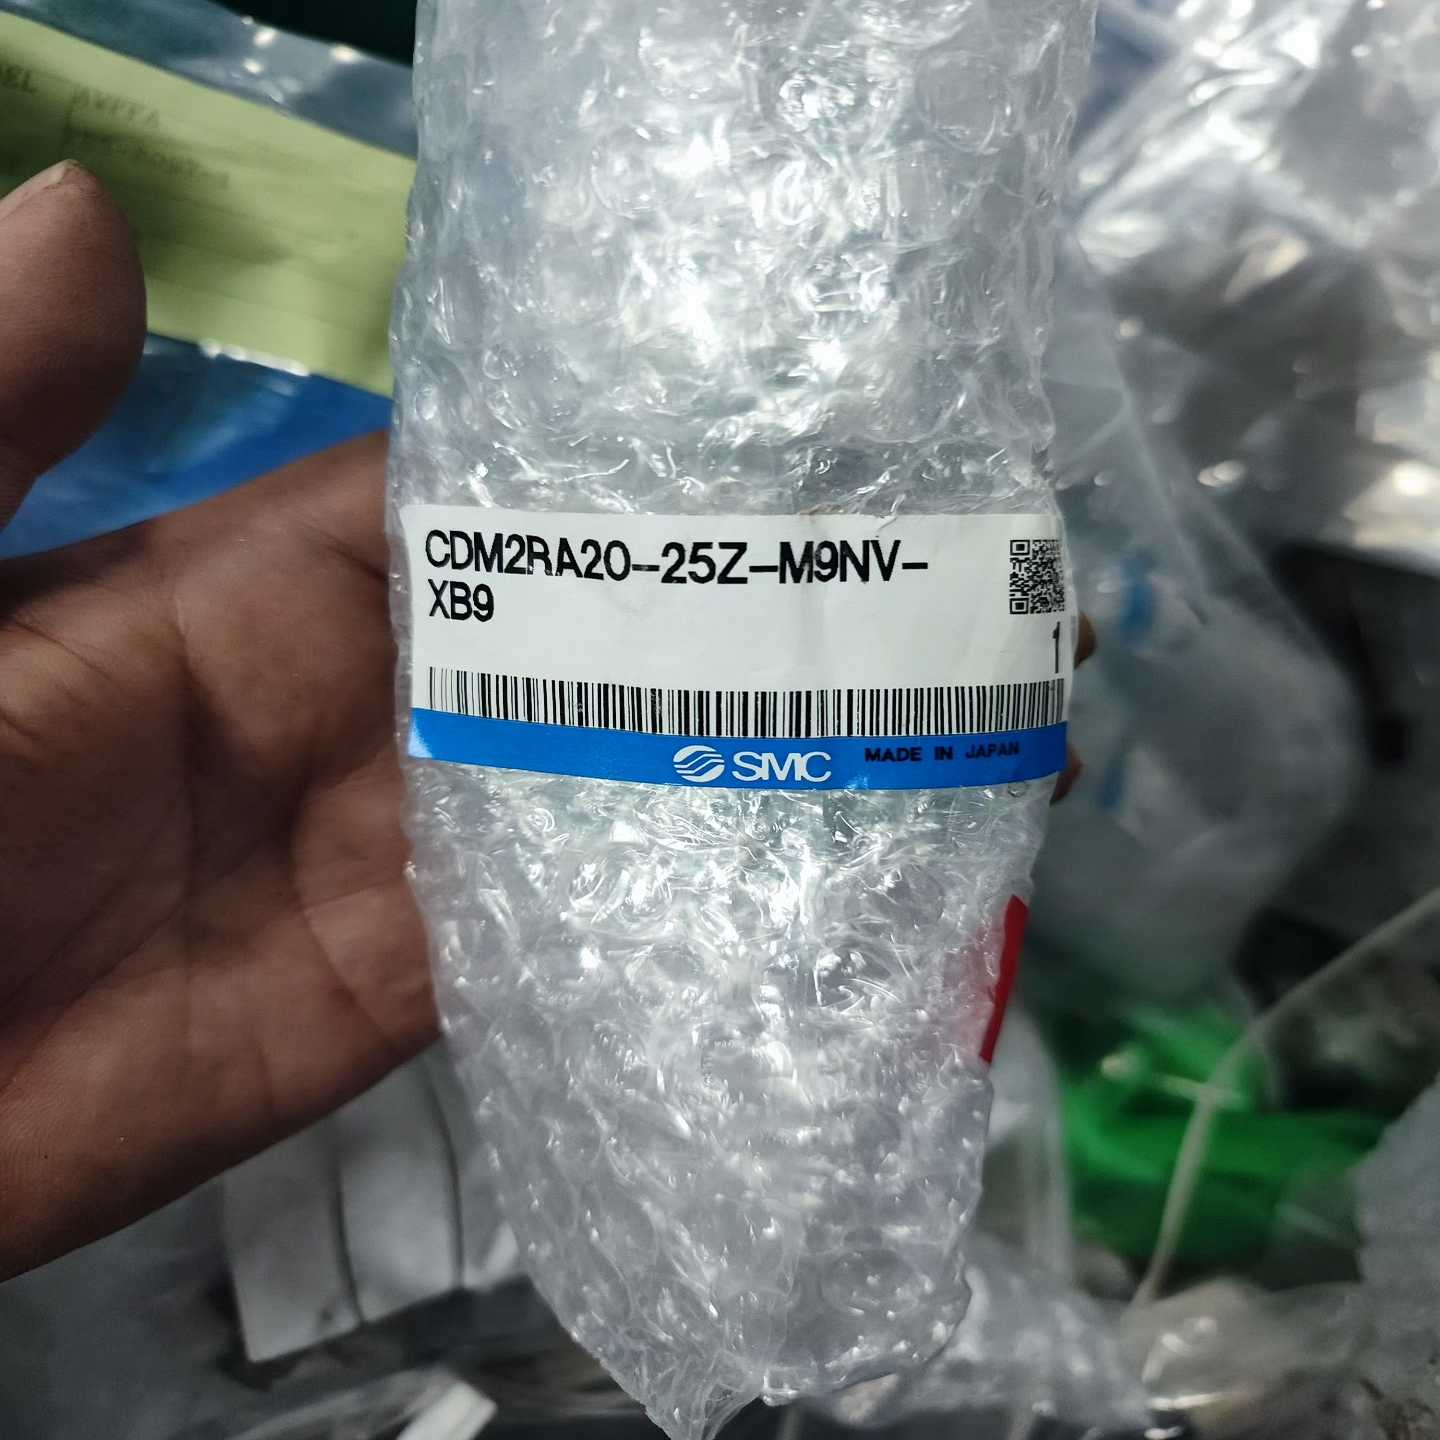 CDM2RA20-25Z-M9NV-
XB9
1
SMC MADE IN JAPAN